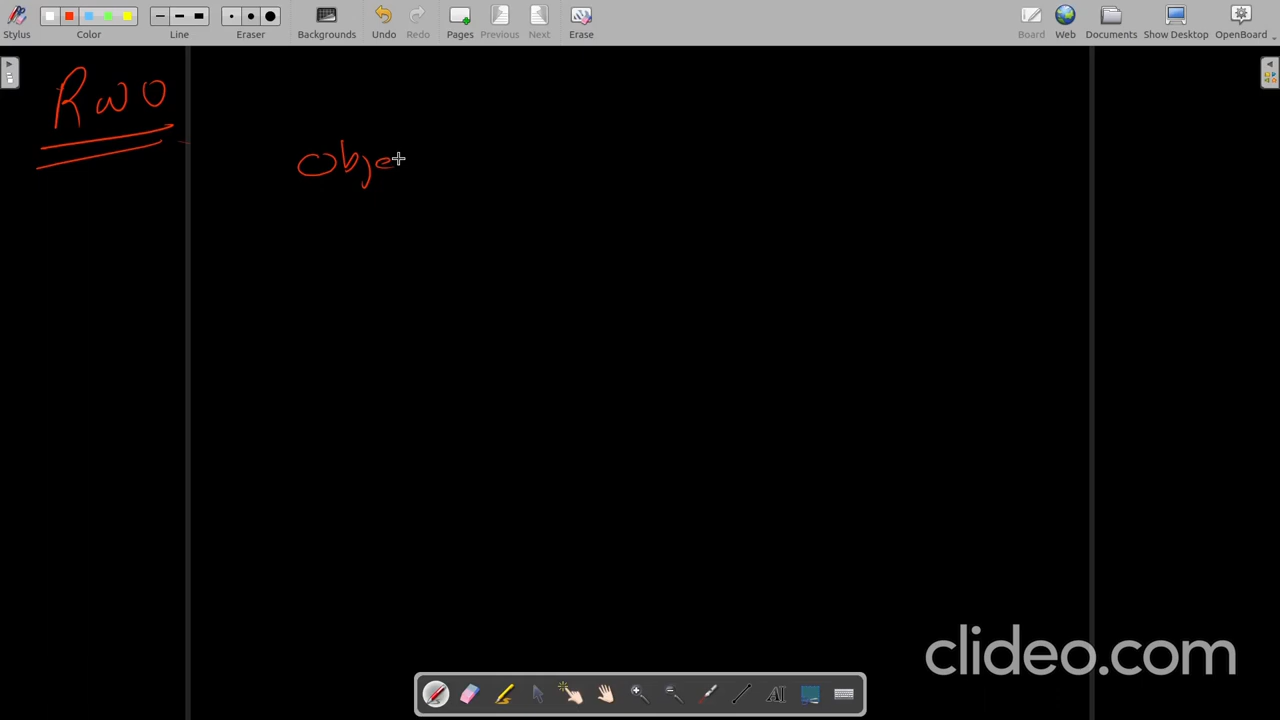 Stylus
Color
Line
Eraser
Backgrounds
Undo
Redo
Pages
Previous
Next
Erase
Board
Web
Documents
Show Desktop
OpenBoard
RWO
Obje
AI
clideo.com